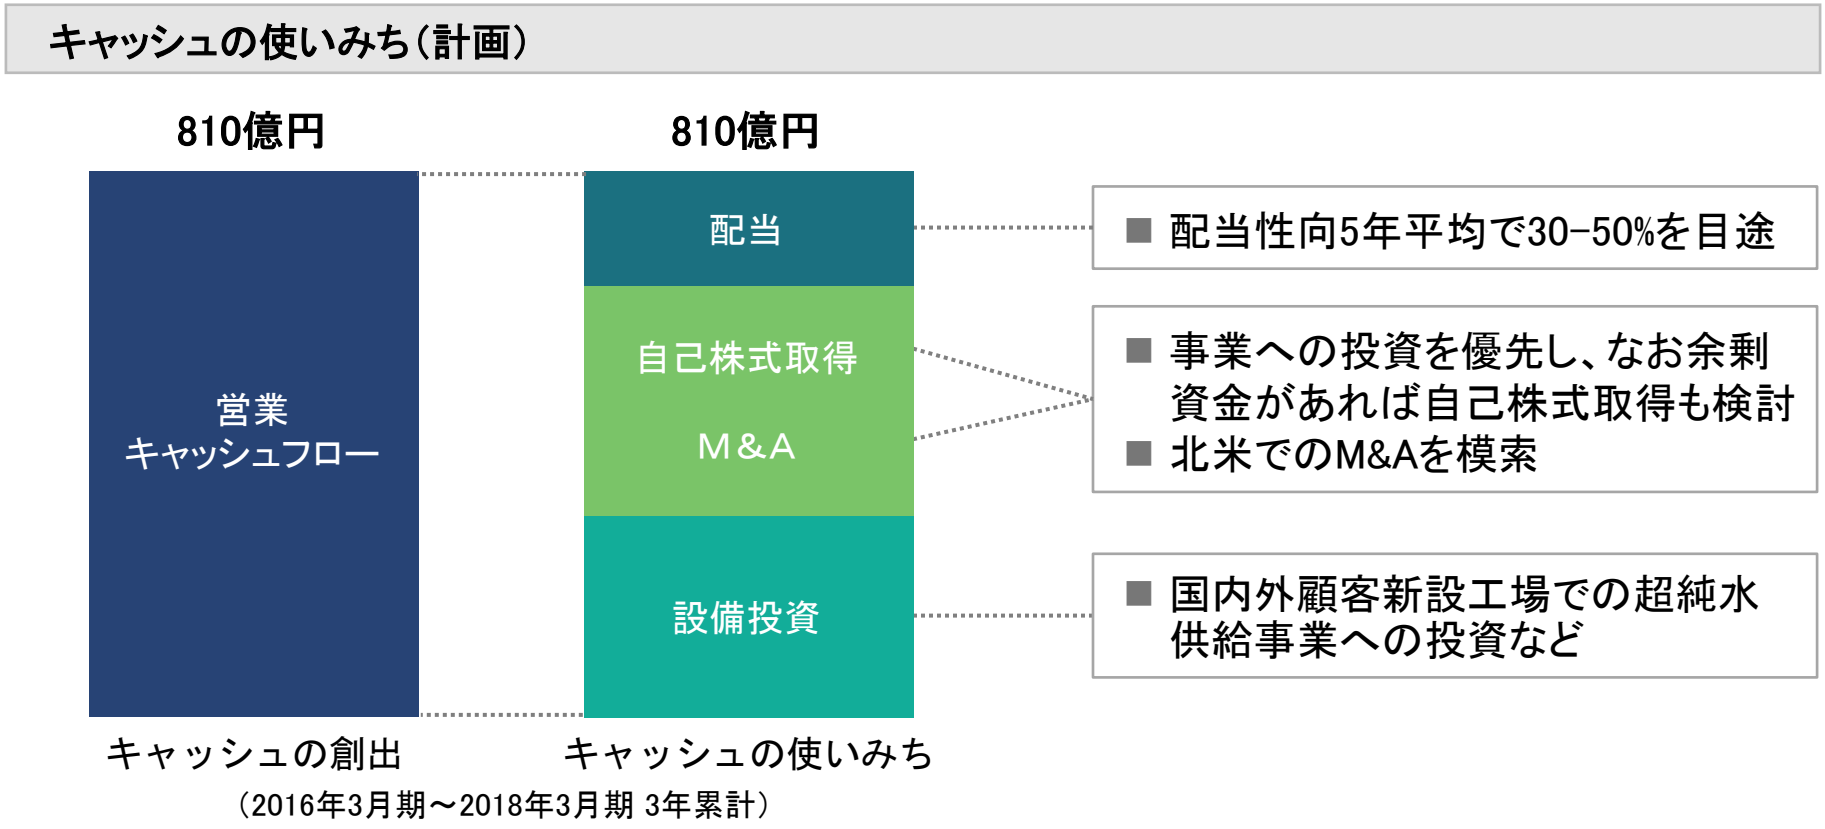 キャッシュの使いみち（計画）
810億円
810億円
営業
キャッシュフロー
配当
自己株式取得
M＆A
設備投資
■ 配当性向5年平均で30-50%を目途
■ 事業への投資を優先し、なお余剰
資金があれば自己株式取得も検討
■ 北米でのM&Aを模索
■ 国内外顧客新設工場での超純水
供給事業への投資など
キャッシュの創出
キャッシュの使いみち
（2016年3月期～2018年3月期 3年累計）